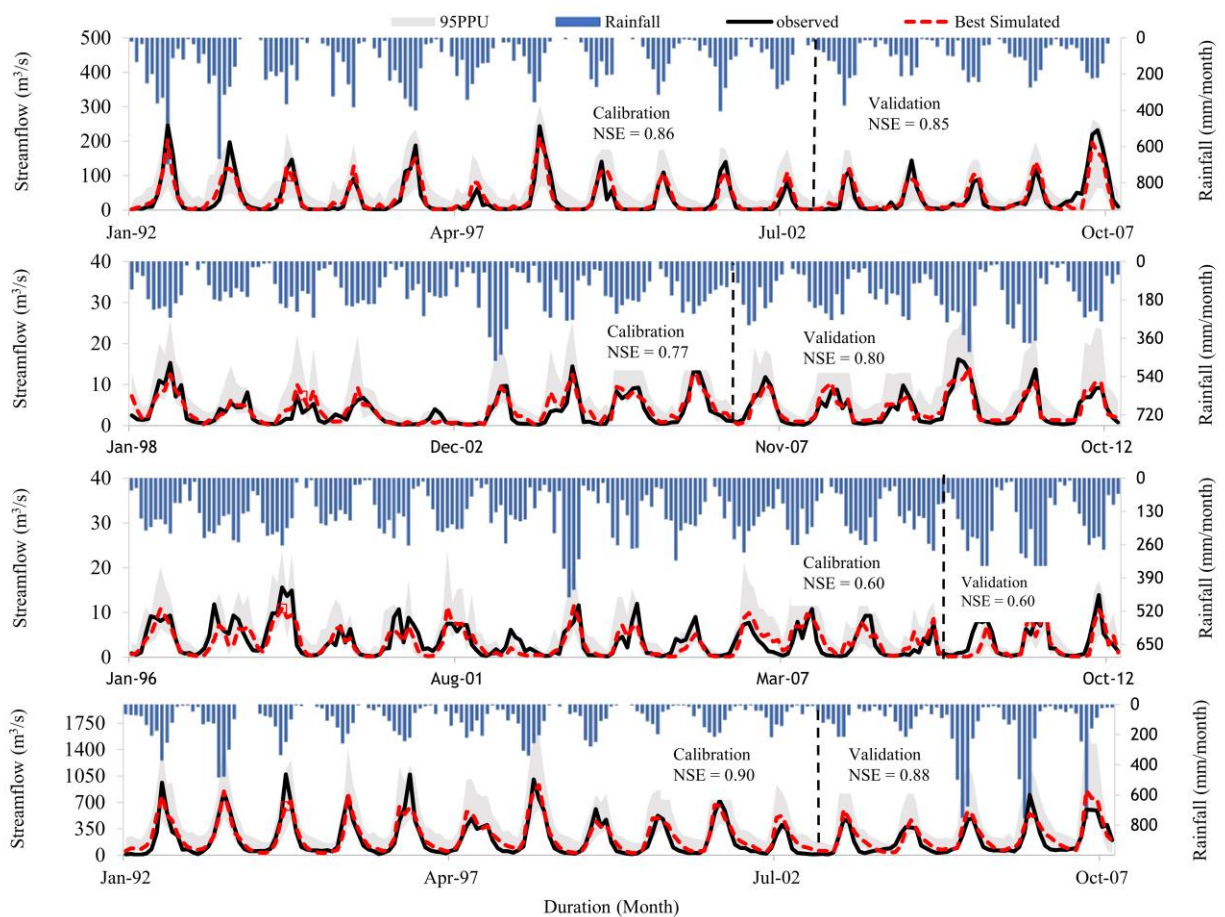 95PPU Rainfall observed Best Simulated
Streamflow (m³/s)
500
400
300
200
100
0
Calibration
NSE = 0.86
Validation
NSE = 0.85
0
200
400
600
800
Rainfall (mm/month)
Jan-92 Apr-97 Jul-02 Oct-07
Streamflow (m³/s)
40
30
20
10
0
Calibration
NSE = 0.77
Validation
NSE = 0.80
0
180
360
540
720
Rainfall (mm/month)
Jan-98 Dec-02 Nov-07 Oct-12
Streamflow (m³/s)
40
30
20
10
0
Calibration
NSE = 0.60
Validation
NSE = 0.60
0
130
260
390
520
650
Rainfall (mm/month)
Jan-96 Aug-01 Mar-07 Oct-12
Streamflow (m³/s)
1750
1400
1050
700
350
0
Calibration
NSE = 0.90
Validation
NSE = 0.88
0
200
400
600
800
Rainfall (mm/month)
Jan-92 Apr-97 Jul-02 Oct-07
Duration (Month)